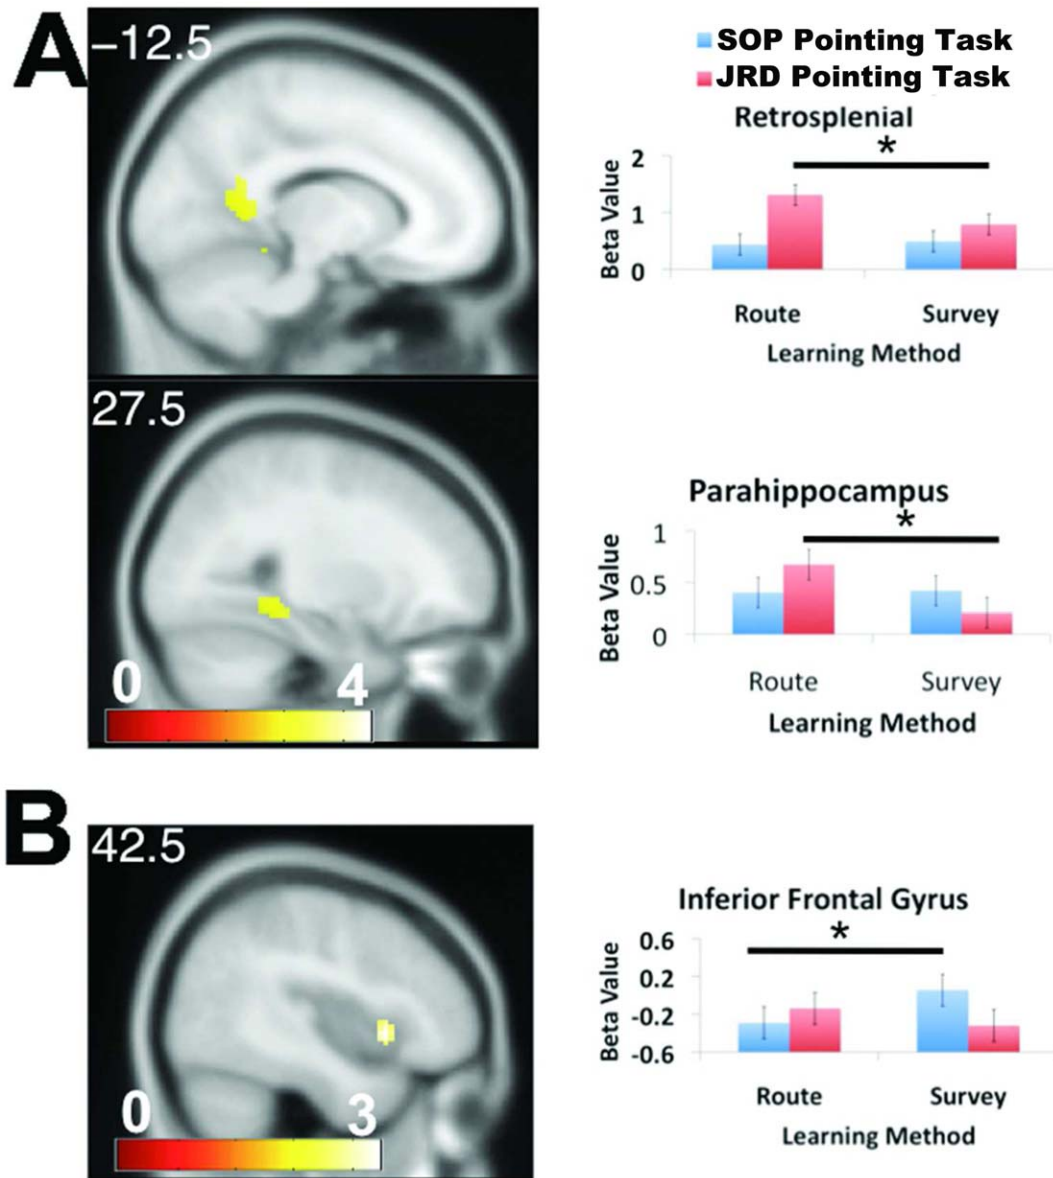 A
−12.5
SOP Pointing Task
JRD Pointing Task
Retrosplenial
*
Beta Value
2
1
0
Route Survey
Learning Method
27.5
0 4
Parahippocampus
*
Beta Value
1
0.5
0
Route Survey
Learning Method
B
42.5
0 3
Inferior Frontal Gyrus
*
Beta Value
0.6
0.2
-0.2
-0.6
Route Survey
Learning Method